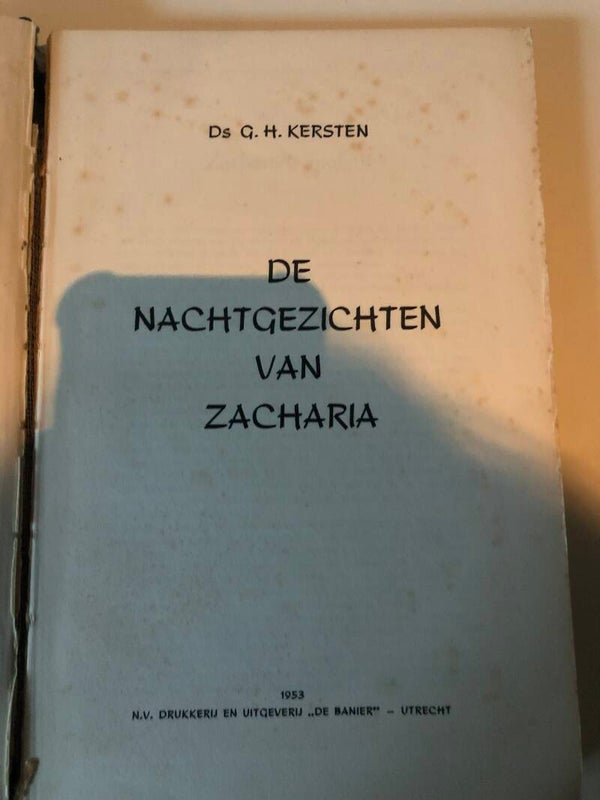 Ds G. H. KERSTEN
DE
NACHTGEZICHTEN
VAN
ZACHARIA
1953
N.V. DRUKKERIJ EN UITGEVERIJ „DE BANIER” – UTRECHT